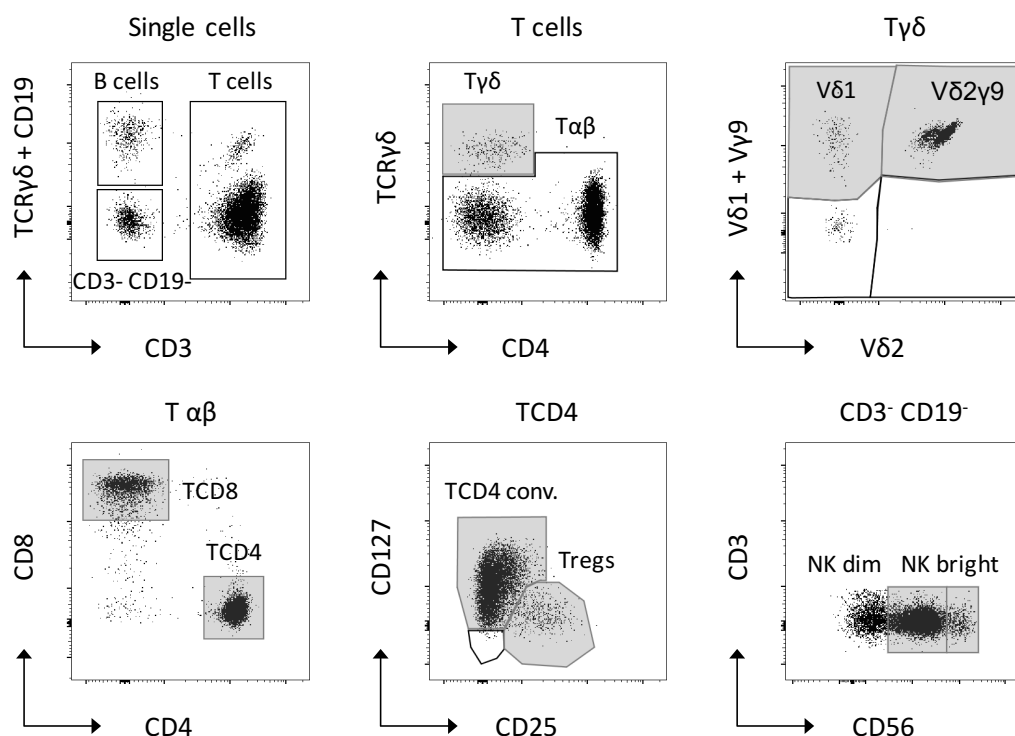 Single cells
T cells
Tγδ
TCRγδ + CD19
B cells
T cells
CD3- CD19-
CD3
TCRγδ
Tγδ
Tαβ
CD4
Vδ1 + Vγ9
Vδ1
Vδ2γ9
Vδ2
T αβ
TCD4
CD3- CD19-
CD8
TCD8
TCD4
CD4
CD127
TCD4 conv.
Tregs
CD25
CD3
NK dim
NK bright
CD56